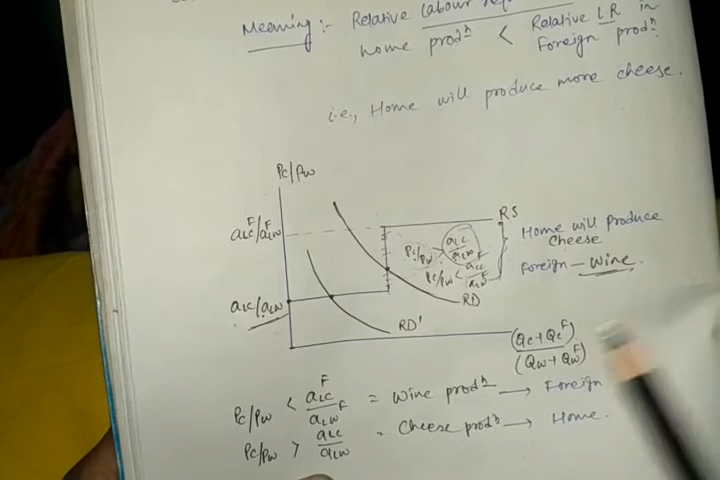 Meening :- Relative Labour
home prodⁿ < Relative L.R in
Foreign prodⁿ
i.e., Home will produce more cheese.
Pc/Pw
aLC^F/aLW^F
RS
Home will produce
cheese
Pc/Pw > aLC/aLW
Pc/Pw < aLC^F/aLW^F
Foreign — Wine.
aLC/aLW
RD
RD'
(Qc+Qc^F)/(Qw+Qw^F)
Pc/Pw < aLC^F/aLW^F = Wine prodⁿ → Foreign
Pc/Pw > aLC/aLW = Cheese prodⁿ → Home.